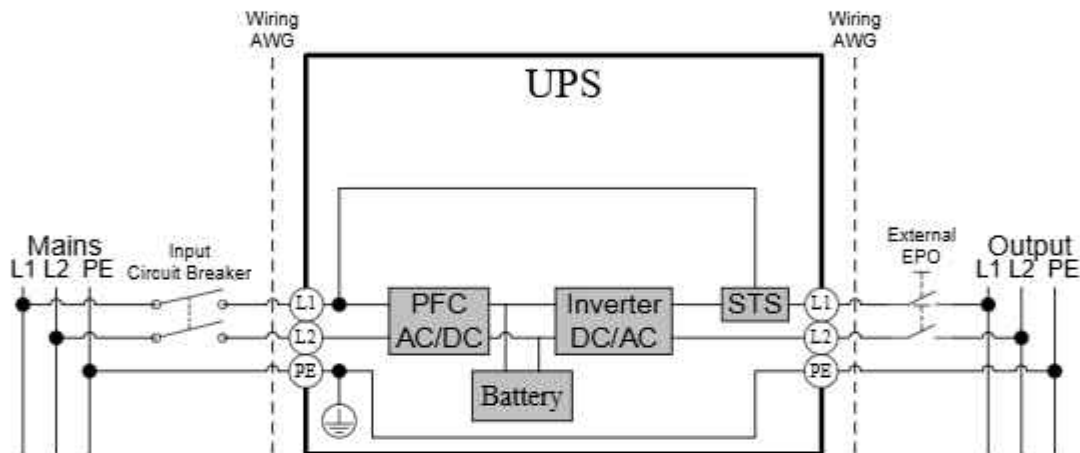 Wiring
AWG
Wiring
AWG
UPS
Mains
L1 L2 PE
Input
Circuit Breaker
External
EPO
Output
L1 L2 PE
L1
PFC
AC/DC
Inverter
DC/AC
STS
L1
L2
L2
PE
Battery
PE